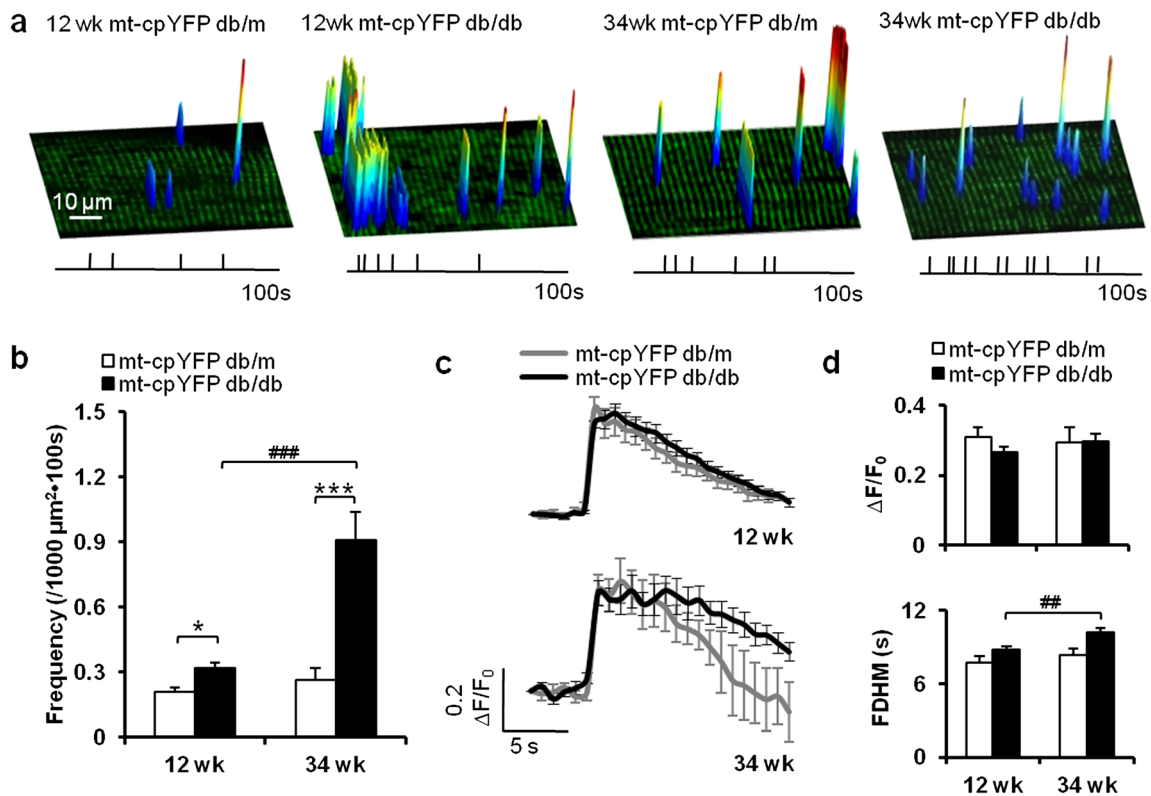 a
12 wk mt-cpYFP db/m
12wk mt-cpYFP db/db
34wk mt-cpYFP db/m
34wk mt-cpYFP db/db
10 µm
100s
100s
100s
100s
b
mt-cpYFP db/m
mt-cpYFP db/db
Frequency (/1000 µm²•100s)
1.5
1.2
0.9
0.6
0.3
0
*
***
###
12 wk
34 wk
c
mt-cpYFP db/m
mt-cpYFP db/db
12 wk
0.2
ΔF/F₀
5 s
34 wk
d
mt-cpYFP db/m
mt-cpYFP db/db
ΔF/F₀
0.4
0.2
0
FDHM (s)
12
6
0
##
12 wk
34 wk